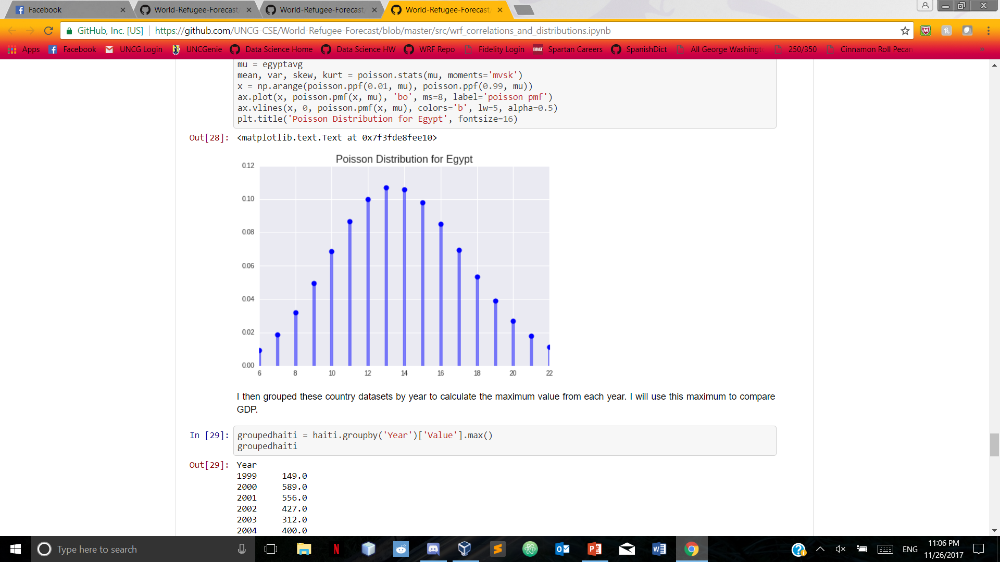 Facebook
World-Refugee-Forecast
World-Refugee-Forecast
World-Refugee-Forecast
GitHub, Inc. [US]
https://github.com/UNCG-CSE/World-Refugee-Forecast/blob/master/src/wrf_correlations_and_distributions.ipynb
Apps
Facebook
UNCG Login
UNCGenie
Data Science Home
Data Science HW
WRF Repo
Fidelity Login
BB&T
Spartan Careers
SpanishDict
All George Washingt
250/350
Cinnamon Roll Pecan
mu = egyptavg
mean, var, skew, kurt = poisson.stats(mu, moments='mvsk')
x = np.arange(poisson.ppf(0.01, mu), poisson.ppf(0.99, mu))
ax.plot(x, poisson.pmf(x, mu), 'bo', ms=8, label='poisson pmf')
ax.vlines(x, 0, poisson.pmf(x, mu), colors='b', lw=5, alpha=0.5)
plt.title('Poisson Distribution for Egypt', fontsize=16)
Out[28]: <matplotlib.text.Text at 0x7f3fde8fee10>
Poisson Distribution for Egypt
0.12
0.10
0.08
0.06
0.04
0.02
0.00
6 8 10 12 14 16 18 20 22
I then grouped these country datasets by year to calculate the maximum value from each year. I will use this maximum to compare
GDP.
In [29]: groupedhaiti = haiti.groupby('Year')['Value'].max()
groupedhaiti
Out[29]: Year
1999 149.0
2000 589.0
2001 556.0
2002 427.0
2003 312.0
2004 400.0
Type here to search
ENG
11:06 PM
11/26/2017